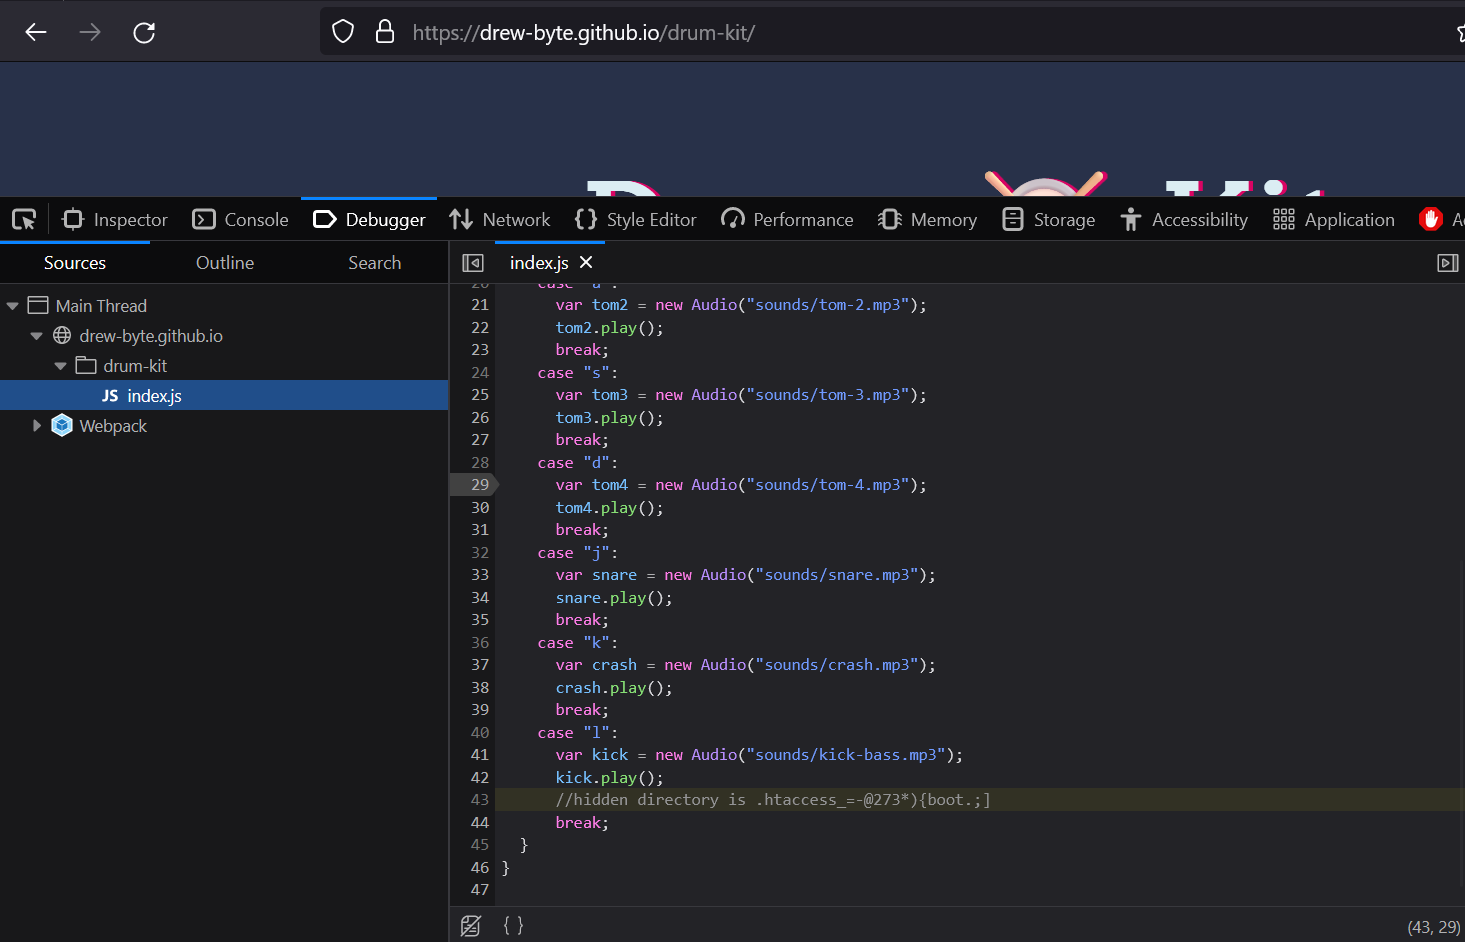 https://drew-byte.github.io/drum-kit/
Inspector Console Debugger Network Style Editor Performance Memory Storage Accessibility Application
Sources Outline Search
index.js
Main Thread
drew-byte.github.io
drum-kit
JS index.js
Webpack
21 var tom2 = new Audio("sounds/tom-2.mp3");
22 tom2.play();
23 break;
24 case "s":
25 var tom3 = new Audio("sounds/tom-3.mp3");
26 tom3.play();
27 break;
28 case "d":
29 var tom4 = new Audio("sounds/tom-4.mp3");
30 tom4.play();
31 break;
32 case "j":
33 var snare = new Audio("sounds/snare.mp3");
34 snare.play();
35 break;
36 case "k":
37 var crash = new Audio("sounds/crash.mp3");
38 crash.play();
39 break;
40 case "l":
41 var kick = new Audio("sounds/kick-bass.mp3");
42 kick.play();
43 //hidden directory is .htaccess_=-@273*){boot.;]
44 break;
45 }
46 }
47
{ }
(43, 29)